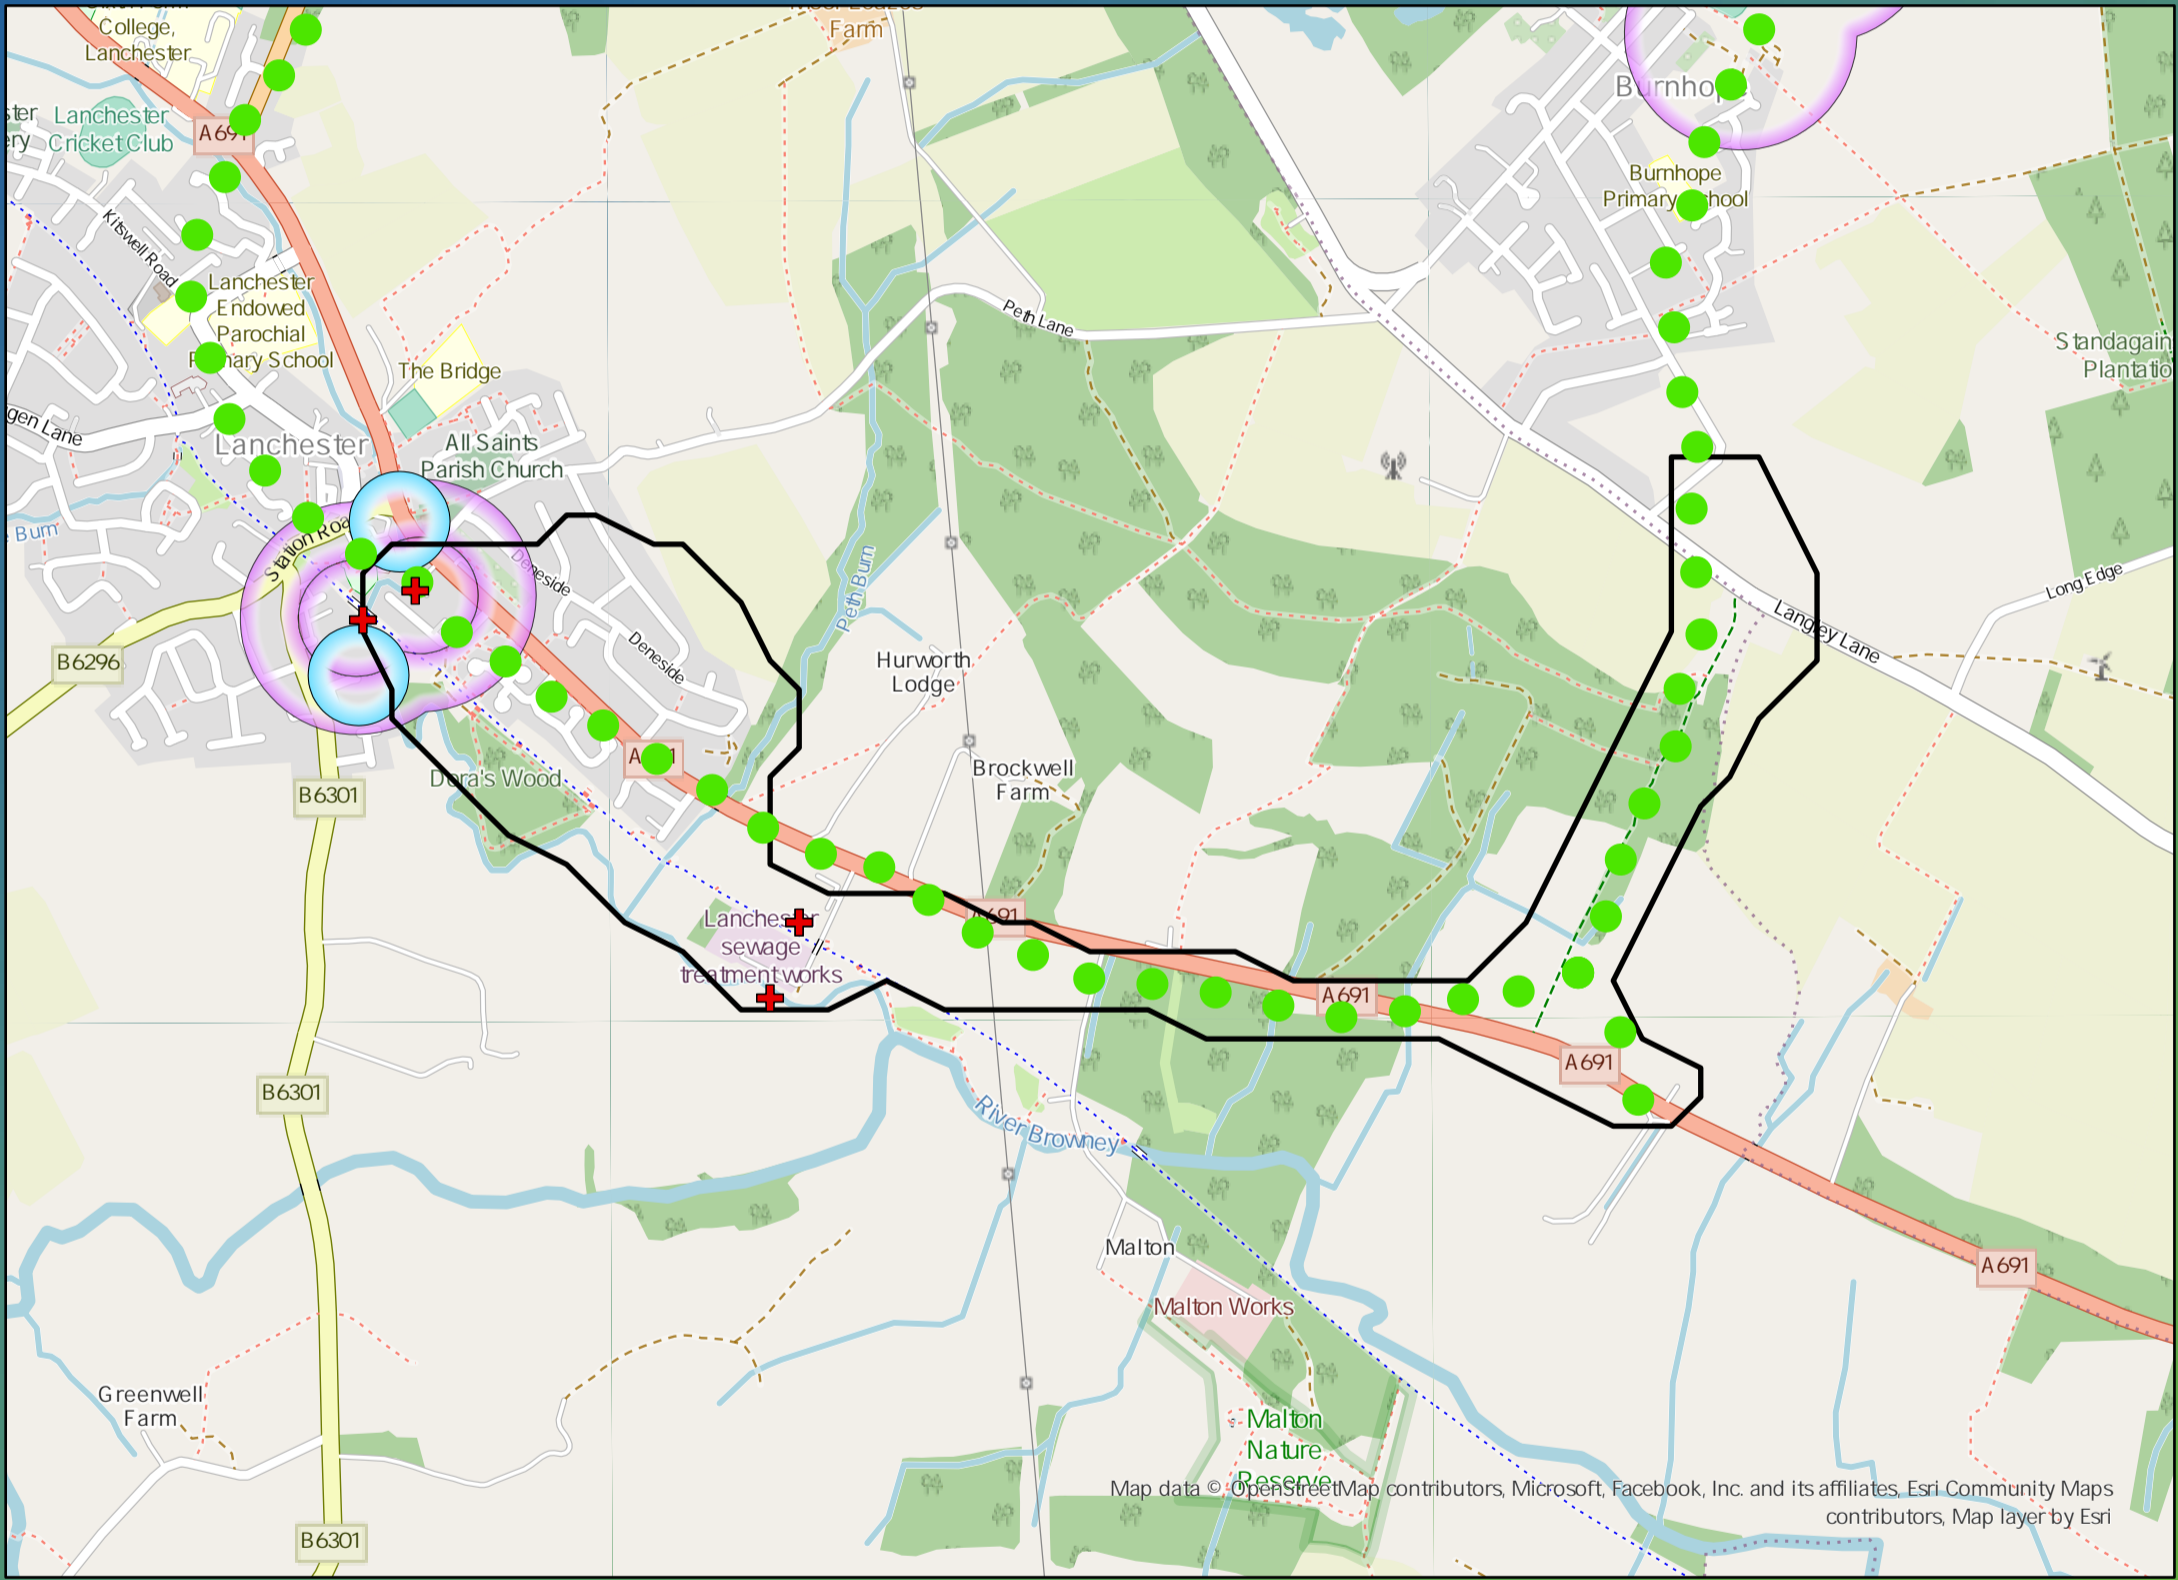 College,
Lanchester
Farm
Lanchester
Cricket Club
A691
Burnhope
Burnhope
Primary School
Kitswell Road
Lanchester
Endowed
Parochial
Primary School
The Bridge
Peth Lane
Standagain
Plantatio
gen Lane
Lanchester
All Saints
Parish Church
Burn
Station Roa
Deneside
Peth Burn
Long Edge
Langley Lane
Deneside
B6296
Hurworth
Lodge
A691
Dora's Wood
B6301
Brockwell
Farm
Lanchester
sewage
treatment works
A691
A691
A691
B6301
River Browney
Malton
A691
Malton Works
Greenwell
Farm
Malton
Nature
Reserve
Map data © OpenStreetMap contributors, Microsoft, Facebook, Inc. and its affiliates, Esri Community Maps
contributors, Map layer by Esri
B6301